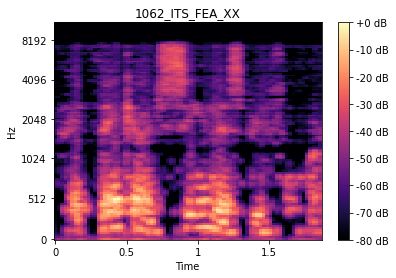 1062_ITS_FEA_XX
8192
4096
2048
1024
512
0
Hz
0
0.5
1
1.5
Time
+0 dB
-10 dB
-20 dB
-30 dB
-40 dB
-50 dB
-60 dB
-70 dB
-80 dB